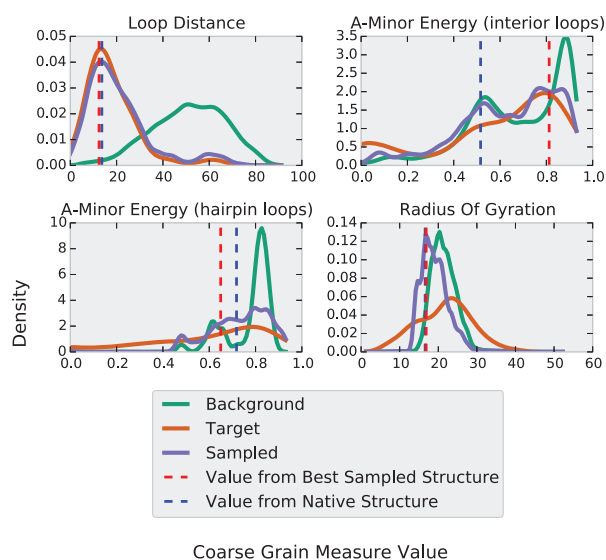 Loop Distance
0.05
0.04
0.03
0.02
0.01
0.00
0 20 40 60 80 100
A-Minor Energy (interior loops)
3.5
3.0
2.5
2.0
1.5
1.0
0.5
0.0
0.0 0.2 0.4 0.6 0.8 1.0
A-Minor Energy (hairpin loops)
10
8
6
4
2
0
0.0 0.2 0.4 0.6 0.8 1.0
Radius Of Gyration
0.14
0.12
0.10
0.08
0.06
0.04
0.02
0.00
0 10 20 30 40 50 60
Density
Background
Target
Sampled
Value from Best Sampled Structure
Value from Native Structure
Coarse Grain Measure Value